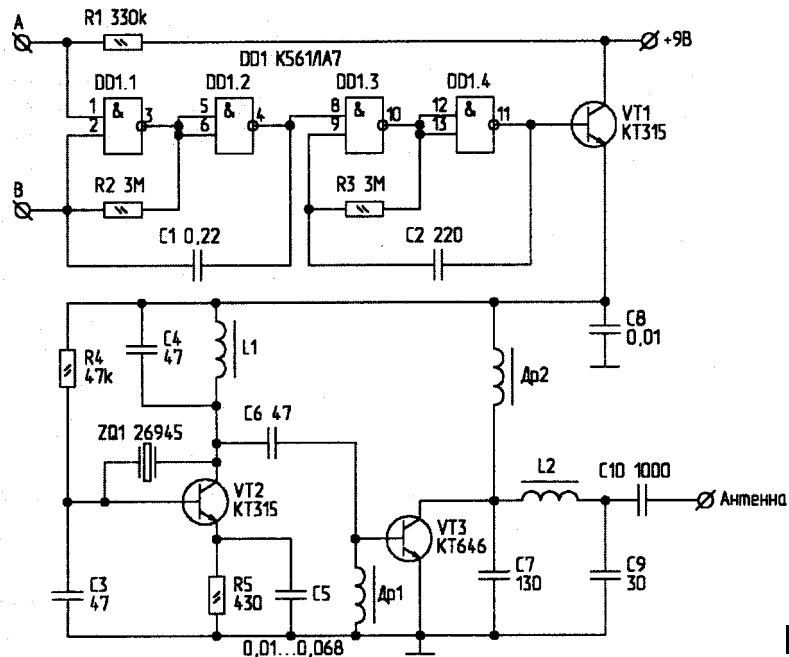 A
R1 330k
+9В
DD1 К561ЛА7
DD1.1
DD1.2
DD1.3
DD1.4
1
2
&
3
5
6
&
4
8
9
&
10
12
13
&
11
VT1
КТ315
В
R2 3М
R3 3М
C1 0,22
C2 220
R4
47k
C4
47
L1
Др2
C8
0,01
ZQ1 26945
C6 47
VT2
КТ315
L2
C10 1000
Антенна
VT3
КТ646
C3
47
R5
430
C5
Др1
C7
130
C9
30
0,01...0,068